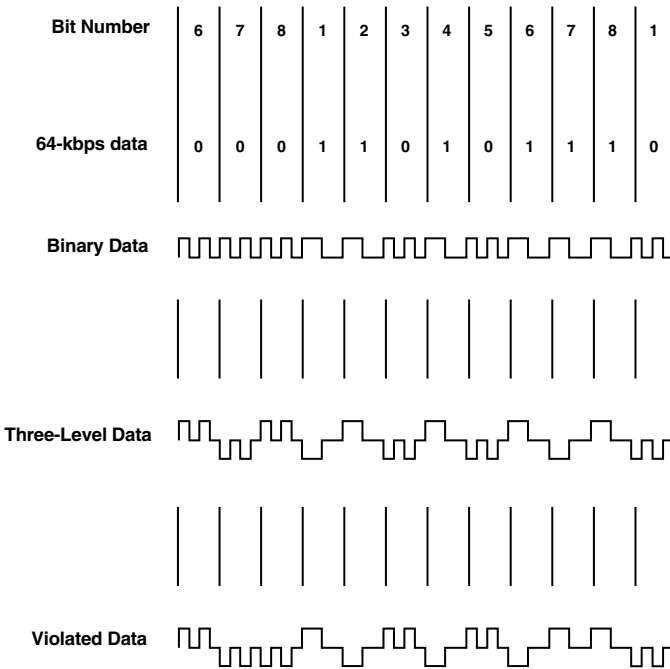 Bit Number 6 7 8 1 2 3 4 5 6 7 8 1
64-kbps data 0 0 0 1 1 0 1 0 1 1 1 0
Binary Data
Three-Level Data
Violated Data